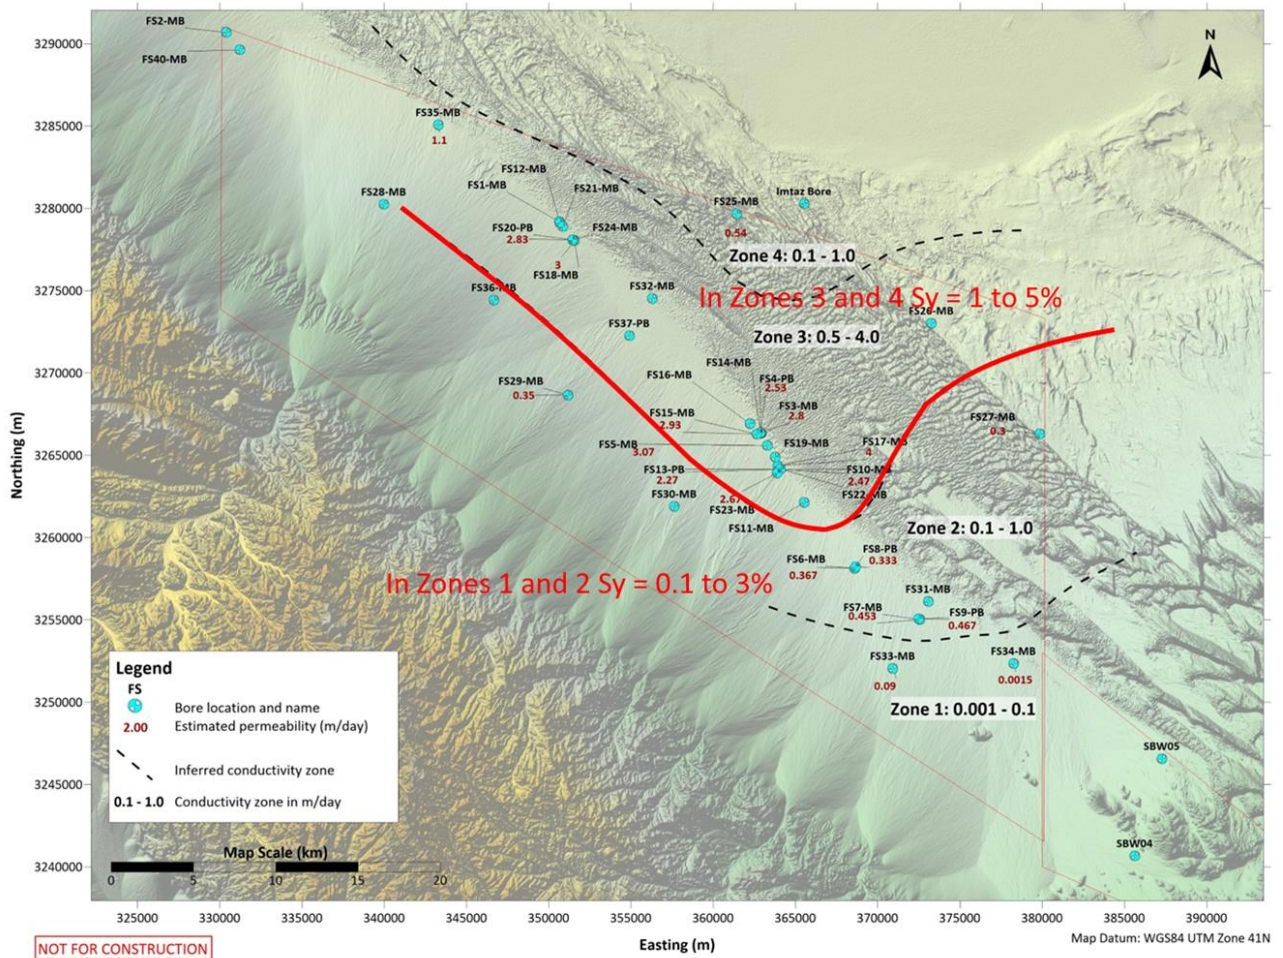 N
FS2-MB
3290000
FS40-MB
FS35-MB
3285000
1.1
FS12-MB
FS1-MB
FS21-MB
FS28-MB
Imtaz Bore
FS25-MB
3280000
FS20-PB
FS24-MB
2.83
0.54
3
FS18-MB
Zone 4: 0.1 - 1.0
3275000
FS36-MB
FS32-MB
In Zones 3 and 4 Sy = 1 to 5%
FS26-MB
FS37-PB
Zone 3: 0.5 - 4.0
3270000
FS14-MB
FS16-MB
FS4-PB
2.53
FS29-MB
0.35
FS3-MB
2.8
FS15-MB
2.93
FS27-MB
0.3
3265000
FS5-MB
3.07
FS19-MB
FS17-MB
4
FS13-PB
2.27
FS10-MB
2.47
FS30-MB
2.67
FS22-MB
FS23-MB
FS11-MB
Zone 2: 0.1 - 1.0
3260000
FS6-MB
0.367
FS8-PB
0.333
In Zones 1 and 2 Sy = 0.1 to 3%
FS31-MB
FS7-MB
0.453
FS9-PB
0.467
3255000
FS33-MB
0.09
FS34-MB
0.0015
3250000
Zone 1: 0.001 - 0.1
SBW05
3245000
SBW04
3240000
Northing (m)
Legend
FS
Bore location and name
2.00 Estimated permeability (m/day)
Inferred conductivity zone
0.1 - 1.0 Conductivity zone in m/day
Map Scale (km)
0 5 10 15 20
325000 330000 335000 340000 345000 350000 355000 360000 365000 370000 375000 380000 385000 390000
Easting (m)
Map Datum: WGS84 UTM Zone 41N
NOT FOR CONSTRUCTION